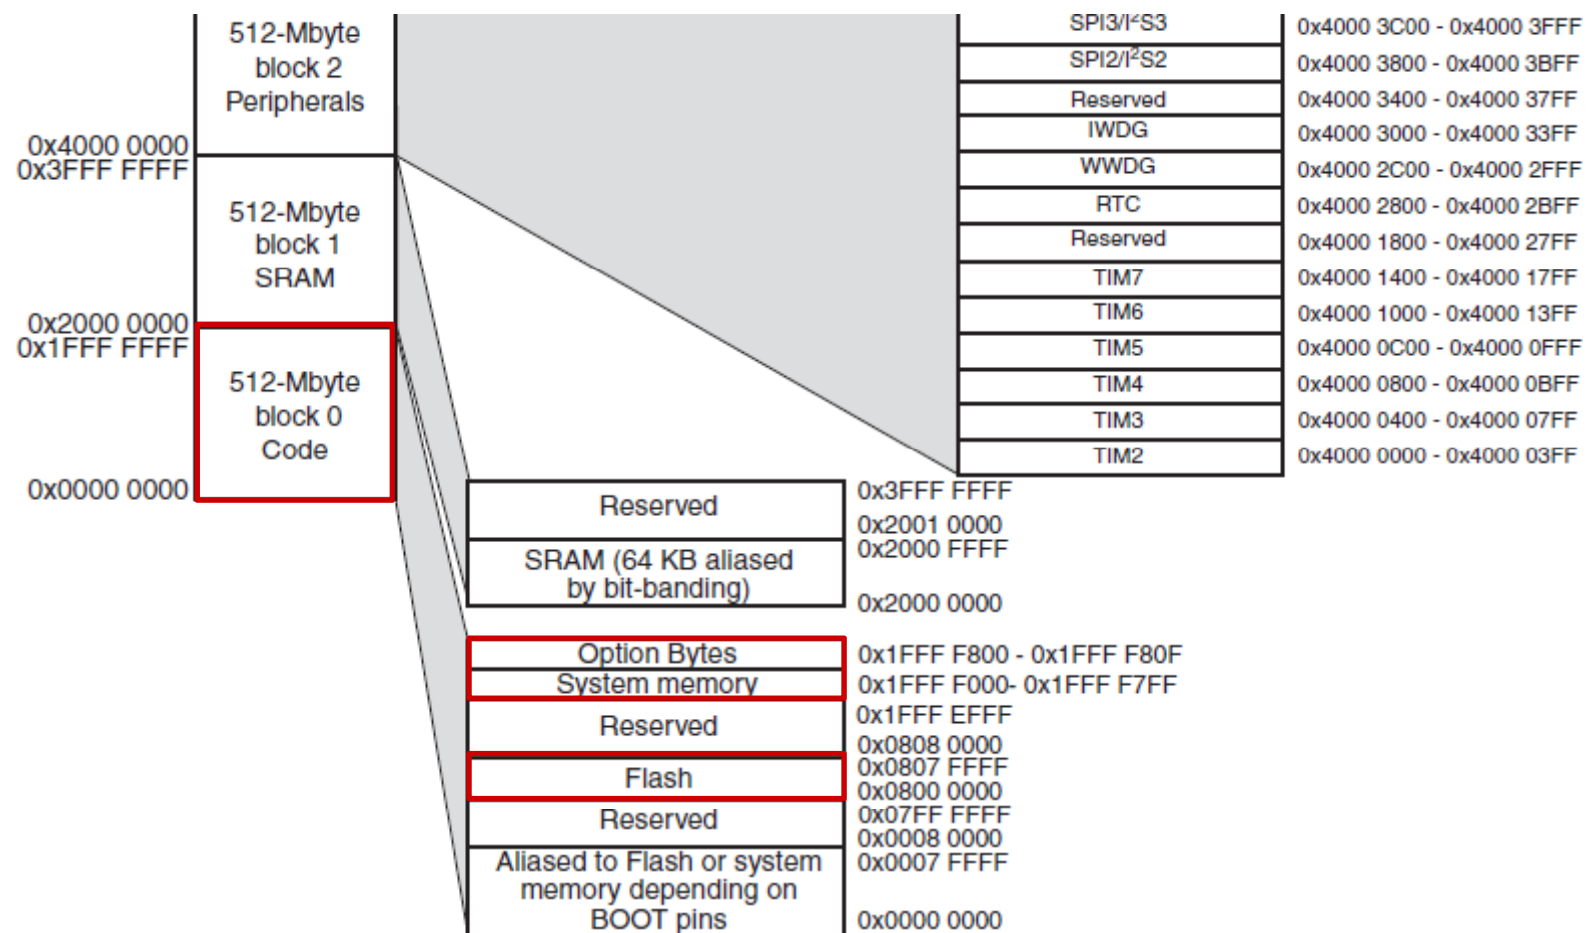 512-Mbyte
block 2
Peripherals
0x4000 0000
0x3FFF FFFF
512-Mbyte
block 1
SRAM
0x2000 0000
0x1FFF FFFF
512-Mbyte
block 0
Code
0x0000 0000
SPI3/I²S3 0x4000 3C00 - 0x4000 3FFF
SPI2/I²S2 0x4000 3800 - 0x4000 3BFF
Reserved 0x4000 3400 - 0x4000 37FF
IWDG 0x4000 3000 - 0x4000 33FF
WWDG 0x4000 2C00 - 0x4000 2FFF
RTC 0x4000 2800 - 0x4000 2BFF
Reserved 0x4000 1800 - 0x4000 27FF
TIM7 0x4000 1400 - 0x4000 17FF
TIM6 0x4000 1000 - 0x4000 13FF
TIM5 0x4000 0C00 - 0x4000 0FFF
TIM4 0x4000 0800 - 0x4000 0BFF
TIM3 0x4000 0400 - 0x4000 07FF
TIM2 0x4000 0000 - 0x4000 03FF
0x3FFF FFFF
Reserved
0x2001 0000
0x2000 FFFF
SRAM (64 KB aliased
by bit-banding)
0x2000 0000
Option Bytes 0x1FFF F800 - 0x1FFF F80F
System memory 0x1FFF F000- 0x1FFF F7FF
0x1FFF EFFF
Reserved
0x0808 0000
0x0807 FFFF
Flash
0x0800 0000
0x07FF FFFF
Reserved
0x0008 0000
Aliased to Flash or system 0x0007 FFFF
memory depending on
BOOT pins 0x0000 0000